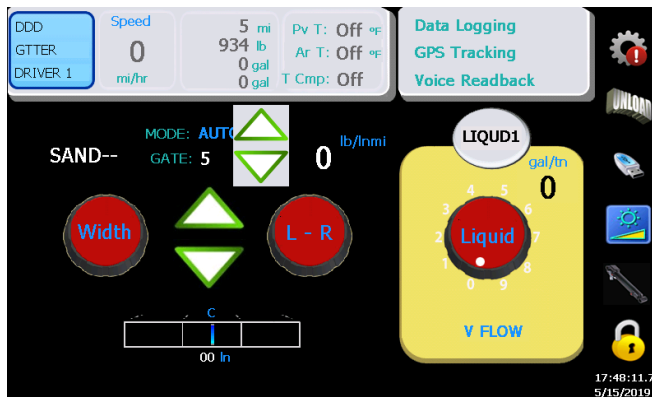 DDD
GTTER
DRIVER 1
Speed
0
mi/hr
5 mi
934 lb
0 gal
0 gal
Pv T: Off ºF
Ar T: Off ºF
T Cmp: Off
Data Logging
GPS Tracking
Voice Readback
UNLOAD
MODE: AUTO
SAND-- GATE: 5
0 lb/lnmi
LIQUD1
gal/tn
0
Width
L - R
Liquid
0 1 2 3 4 5 6 7 8 9
V FLOW
C
00 In
17:48:11.7
5/15/2019